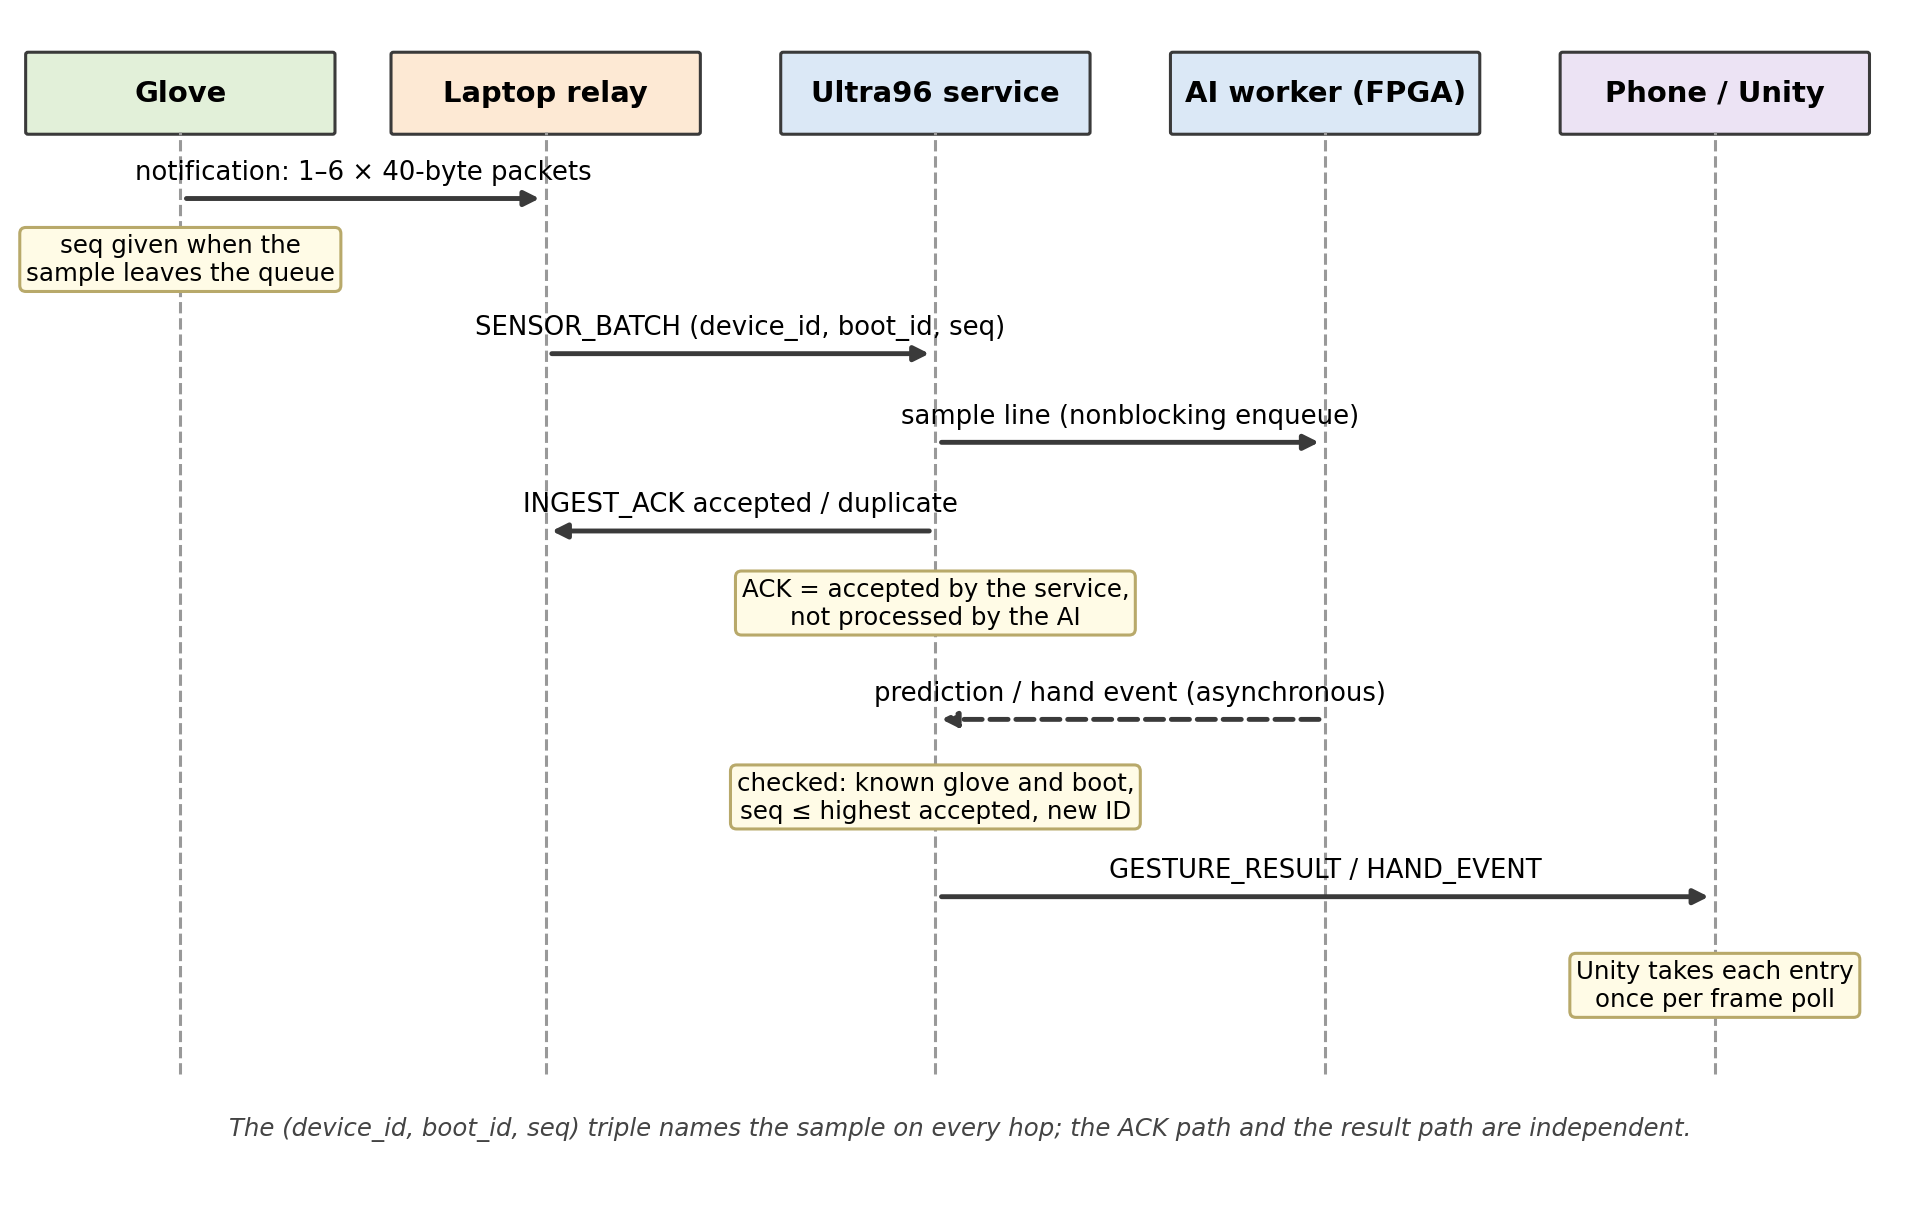 Glove
Laptop relay
Ultra96 service
AI worker (FPGA)
Phone / Unity
notification: 1–6 × 40-byte packets
seq given when the
sample leaves the queue
SENSOR_BATCH (device_id, boot_id, seq)
sample line (nonblocking enqueue)
INGEST_ACK accepted / duplicate
ACK = accepted by the service,
not processed by the AI
prediction / hand event (asynchronous)
checked: known glove and boot,
seq ≤ highest accepted, new ID
GESTURE_RESULT / HAND_EVENT
Unity takes each entry
once per frame poll
The (device_id, boot_id, seq) triple names the sample on every hop; the ACK path and the result path are independent.